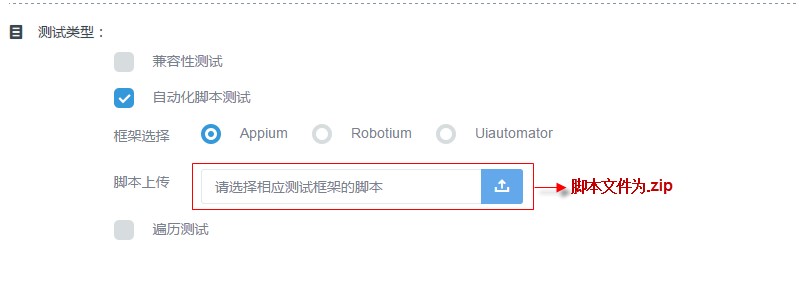 测试类型：
兼容性测试
自动化脚本测试
框架选择 Appium Robotium Uiautomator
脚本上传 请选择相应测试框架的脚本 脚本文件为.zip
遍历测试